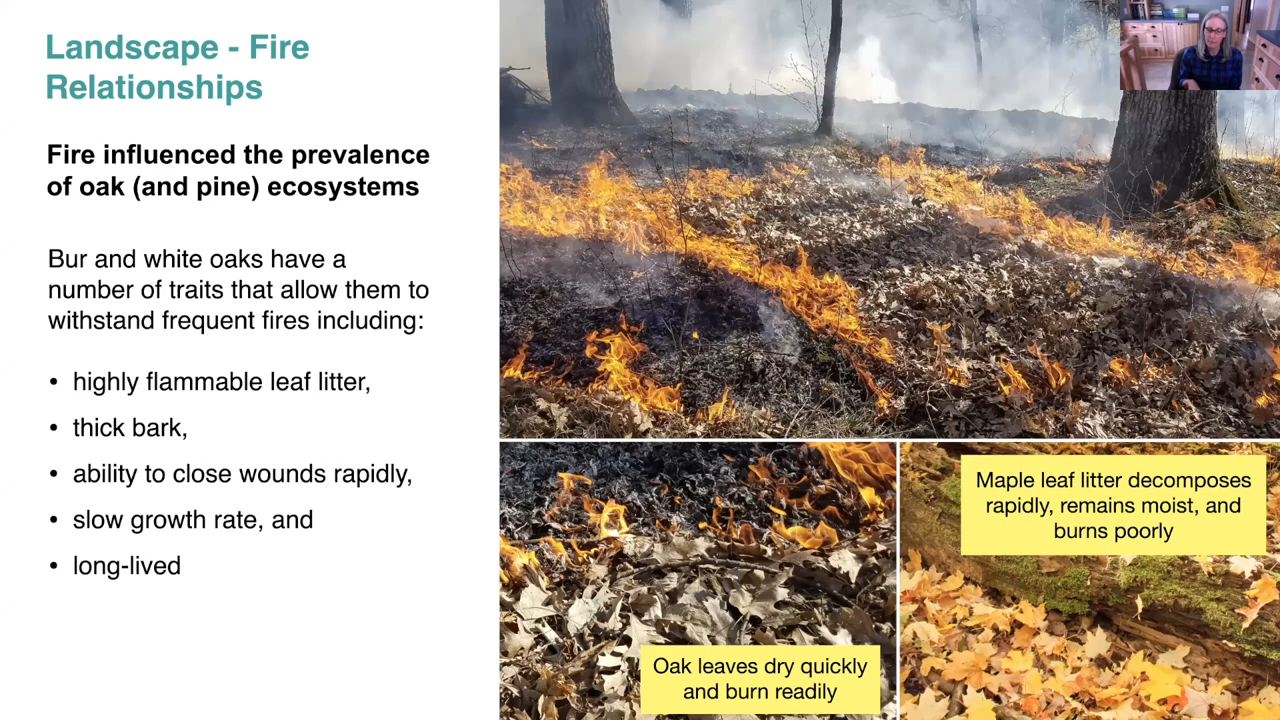 Landscape - Fire
Relationships
Fire influenced the prevalence
of oak (and pine) ecosystems
Bur and white oaks have a
number of traits that allow them to
withstand frequent fires including:
• highly flammable leaf litter,
• thick bark,
• ability to close wounds rapidly,
• slow growth rate, and
• long-lived
Oak leaves dry quickly
and burn readily
Maple leaf litter decomposes
rapidly, remains moist, and
burns poorly